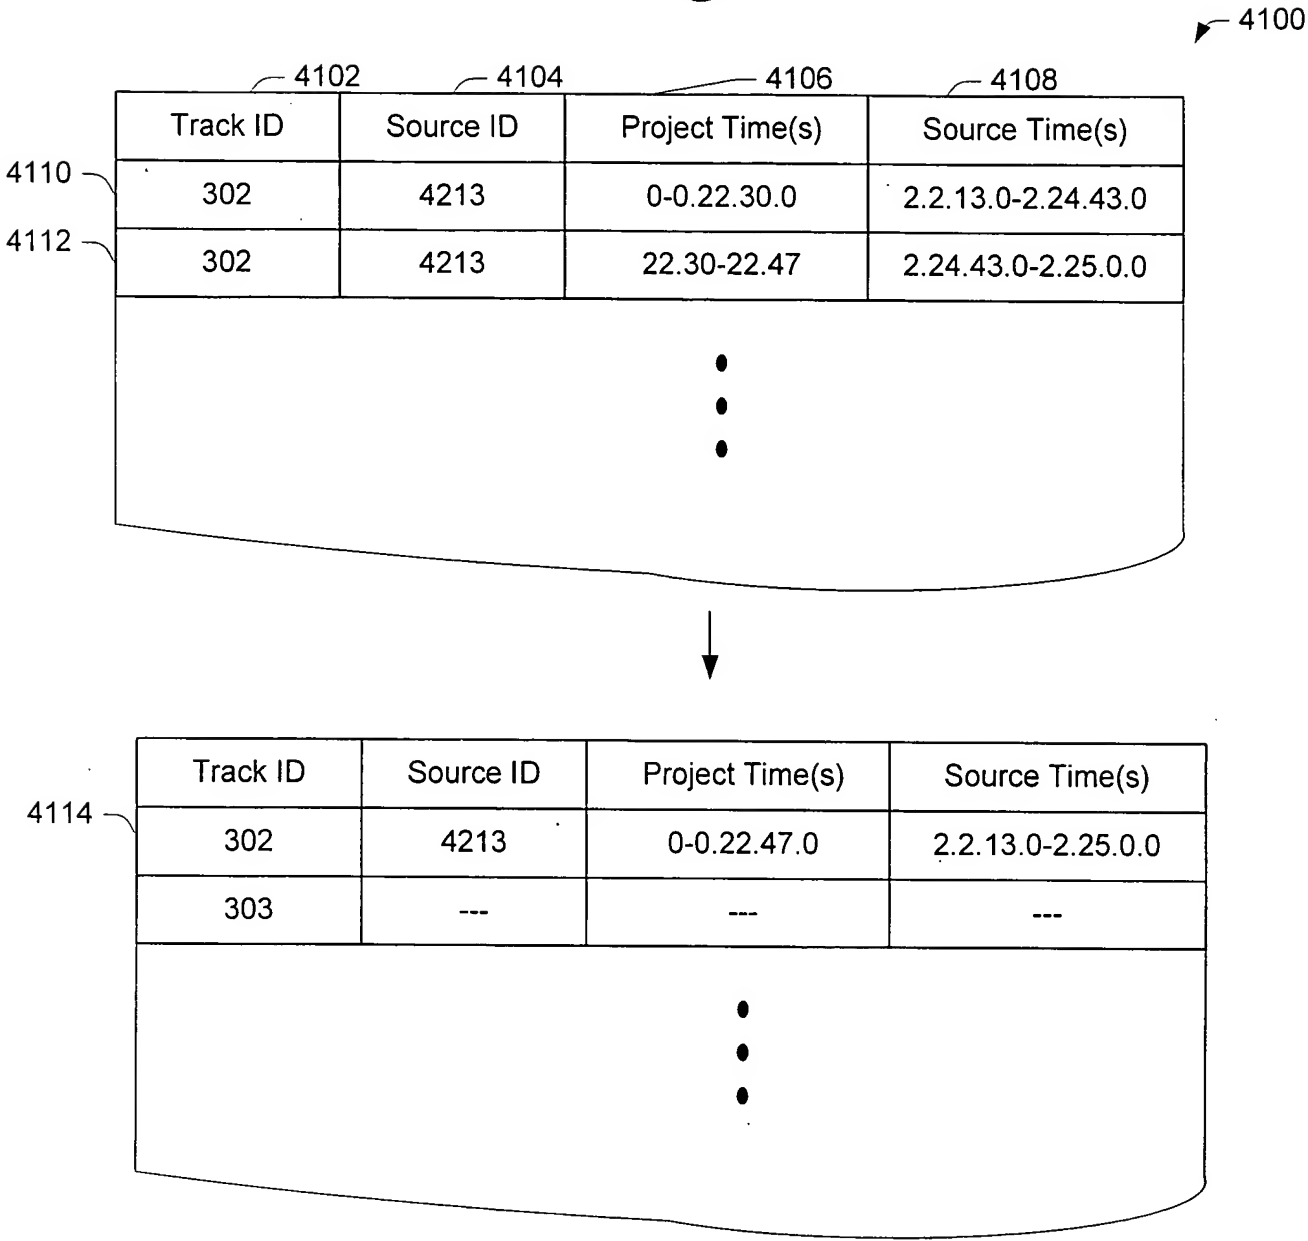 4100
4102 4104 4106 4108
Track ID Source ID Project Time(s) Source Time(s)
4110 302 4213 0-0.22.30.0 2.2.13.0-2.24.43.0
4112 302 4213 22.30-22.47 2.24.43.0-2.25.0.0
Track ID Source ID Project Time(s) Source Time(s)
4114 302 4213 0-0.22.47.0 2.2.13.0-2.25.0.0
303 --- --- ---